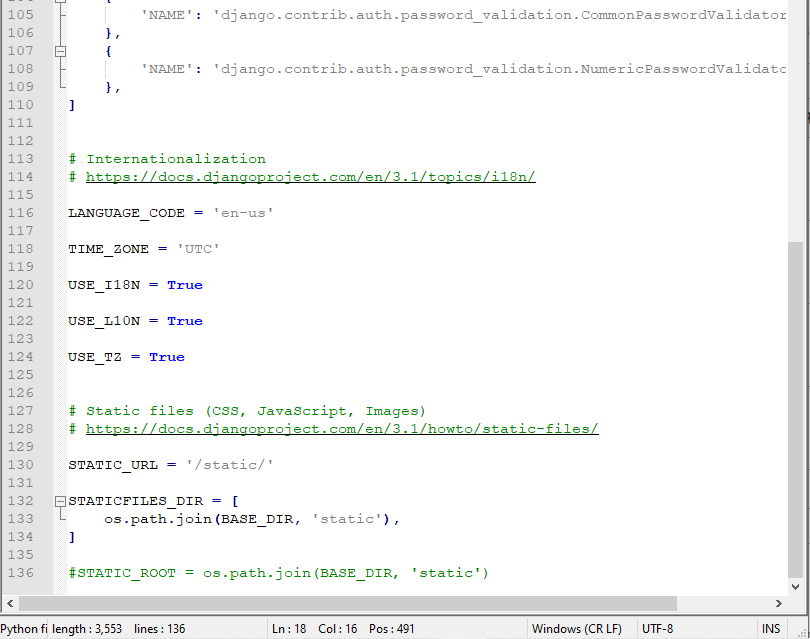 105 'NAME': 'django.contrib.auth.password_validation.CommonPasswordValidator
106 },
107 {
108 'NAME': 'django.contrib.auth.password_validation.NumericPasswordValidato
109 },
110 ]
111
112
113 # Internationalization
114 # https://docs.djangoproject.com/en/3.1/topics/i18n/
115
116 LANGUAGE_CODE = 'en-us'
117
118 TIME_ZONE = 'UTC'
119
120 USE_I18N = True
121
122 USE_L10N = True
123
124 USE_TZ = True
125
126
127 # Static files (CSS, JavaScript, Images)
128 # https://docs.djangoproject.com/en/3.1/howto/static-files/
129
130 STATIC_URL = '/static/'
131
132 STATICFILES_DIR = [
133 os.path.join(BASE_DIR, 'static'),
134 ]
135
136 #STATIC_ROOT = os.path.join(BASE_DIR, 'static')
Python fi length : 3,553 lines : 136 Ln : 18 Col : 16 Pos : 491 Windows (CR LF) UTF-8 INS